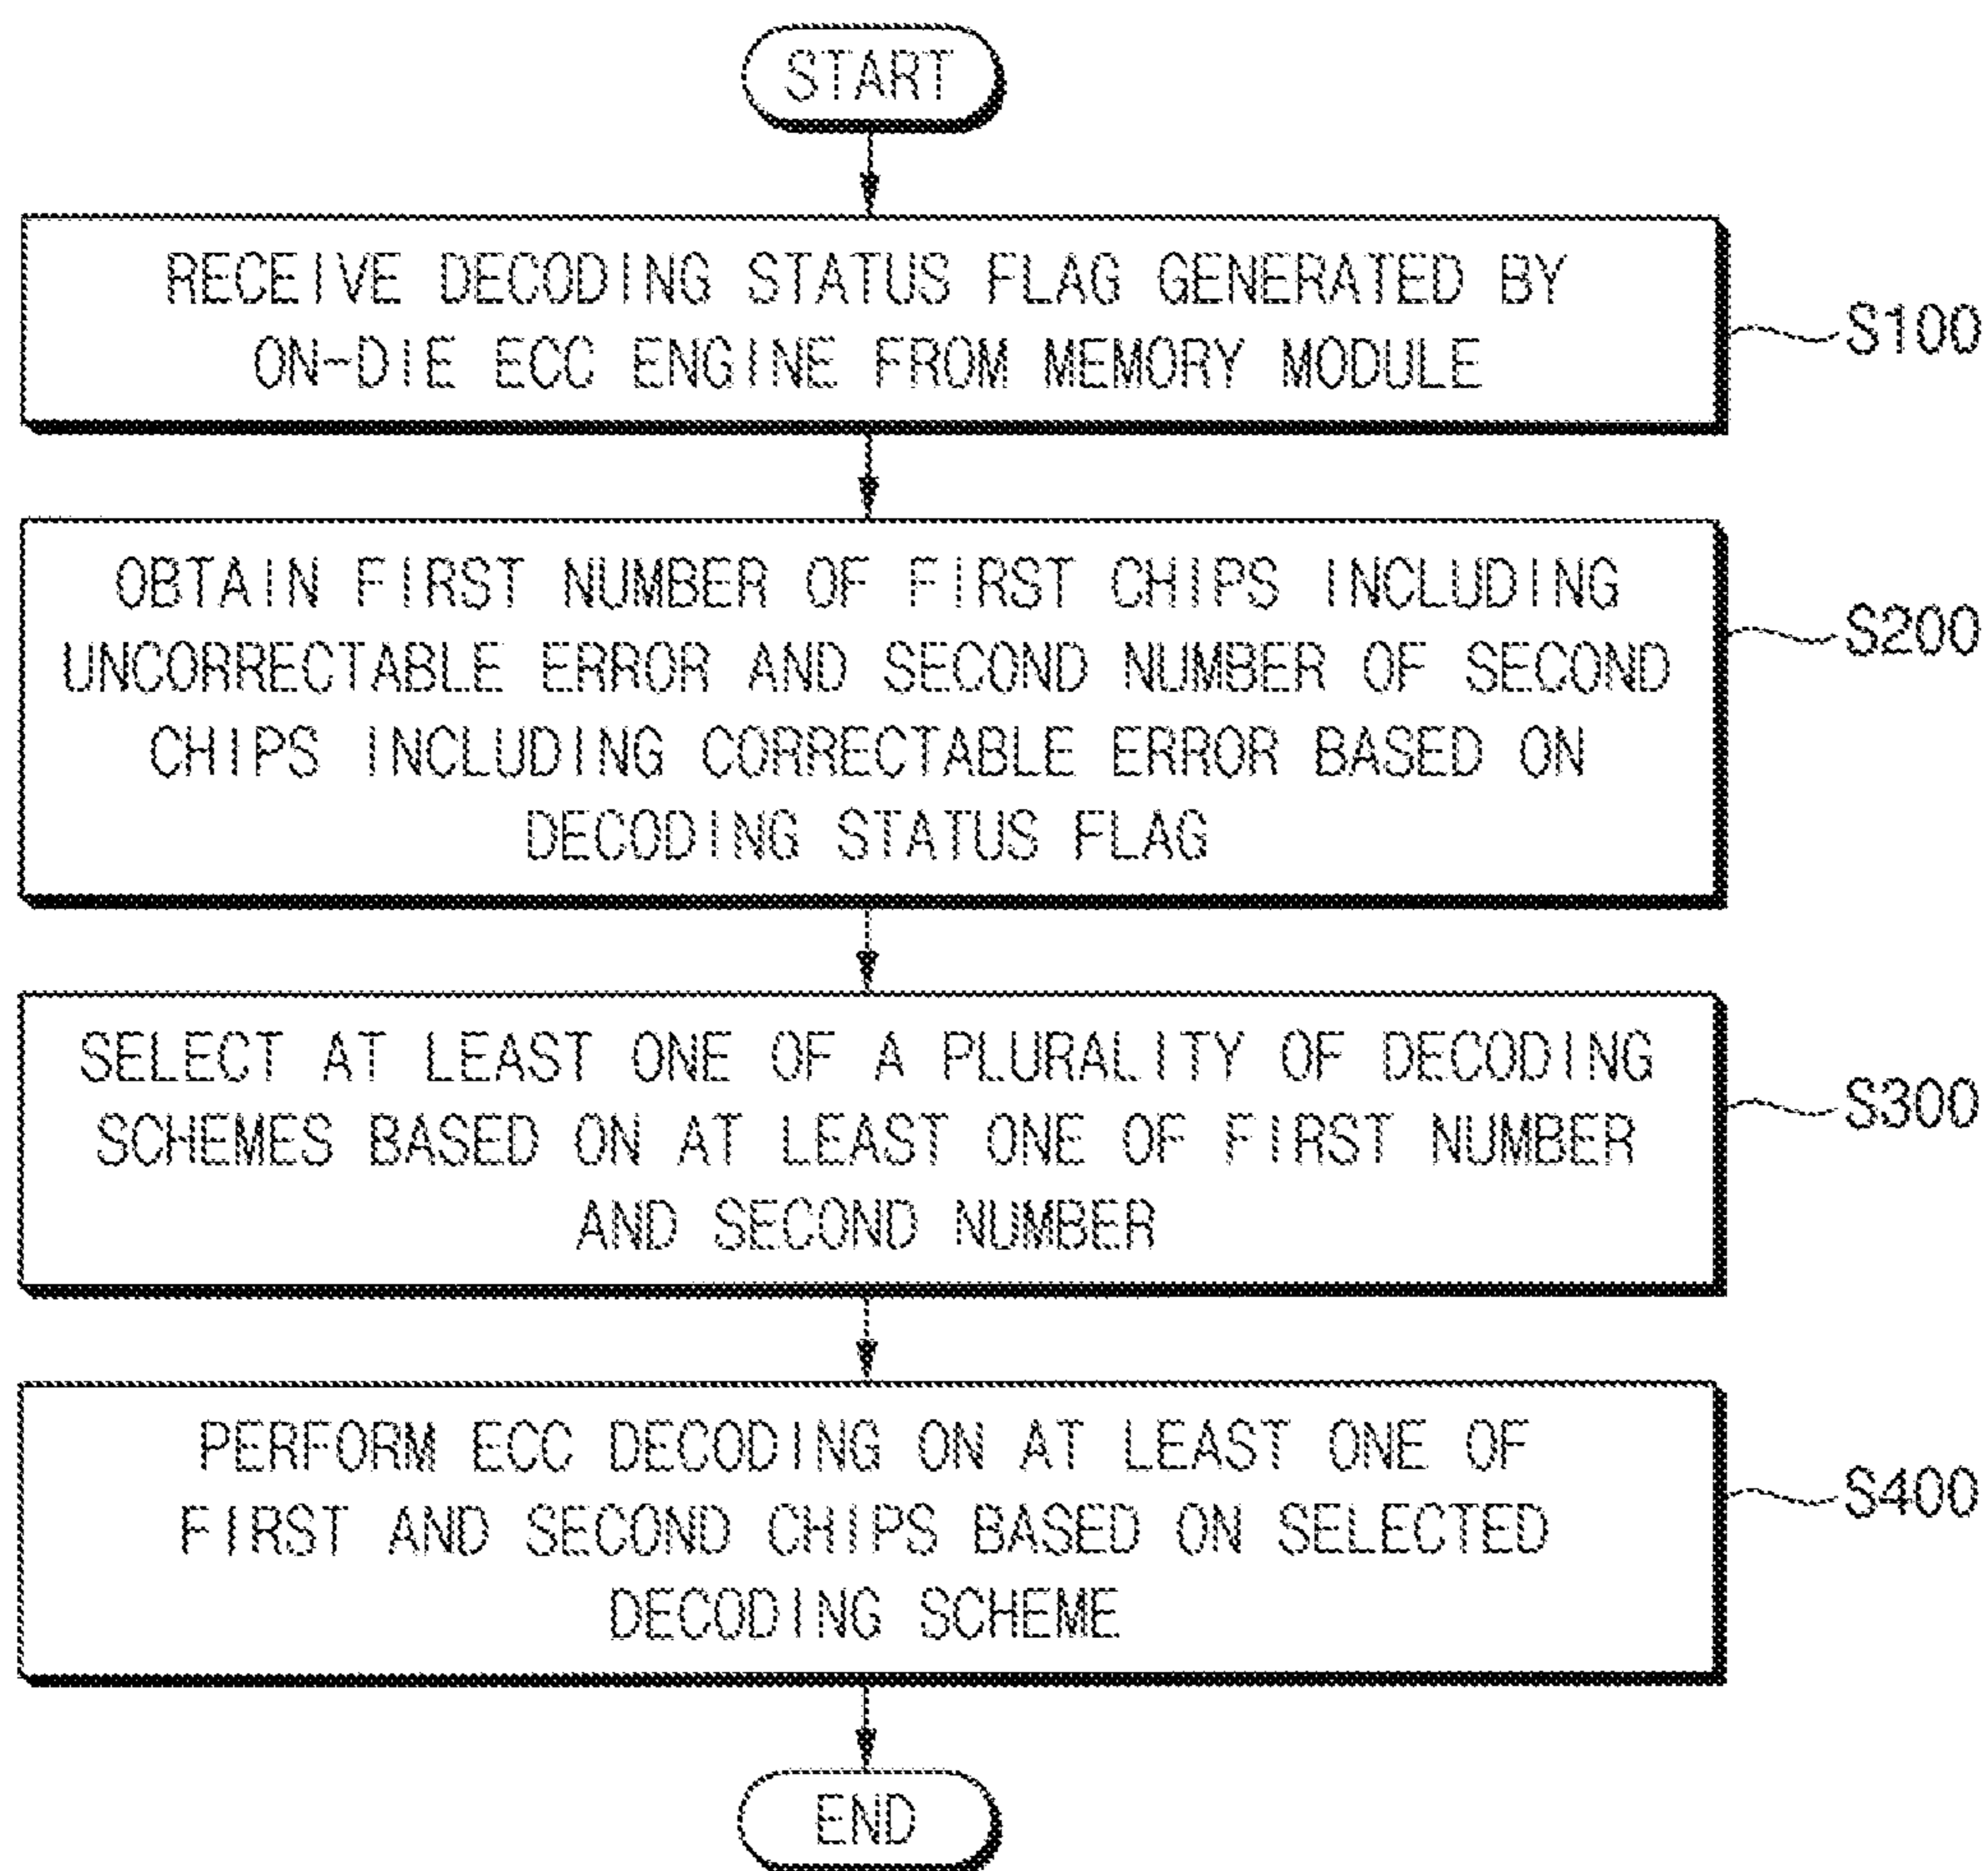 START
RECEIVE DECODING STATUS FLAG GENERATED BY
ON-DIE ECC ENGINE FROM MEMORY MODULE
S100
OBTAIN FIRST NUMBER OF FIRST CHIPS INCLUDING
UNCORRECTABLE ERROR AND SECOND NUMBER OF SECOND
CHIPS INCLUDING CORRECTABLE ERROR BASED ON
DECODING STATUS FLAG
S200
SELECT AT LEAST ONE OF A PLURALITY OF DECODING
SCHEMES BASED ON AT LEAST ONE OF FIRST NUMBER
AND SECOND NUMBER
S300
PERFORM ECC DECODING ON AT LEAST ONE OF
FIRST AND SECOND CHIPS BASED ON SELECTED
DECODING SCHEME
S400
END